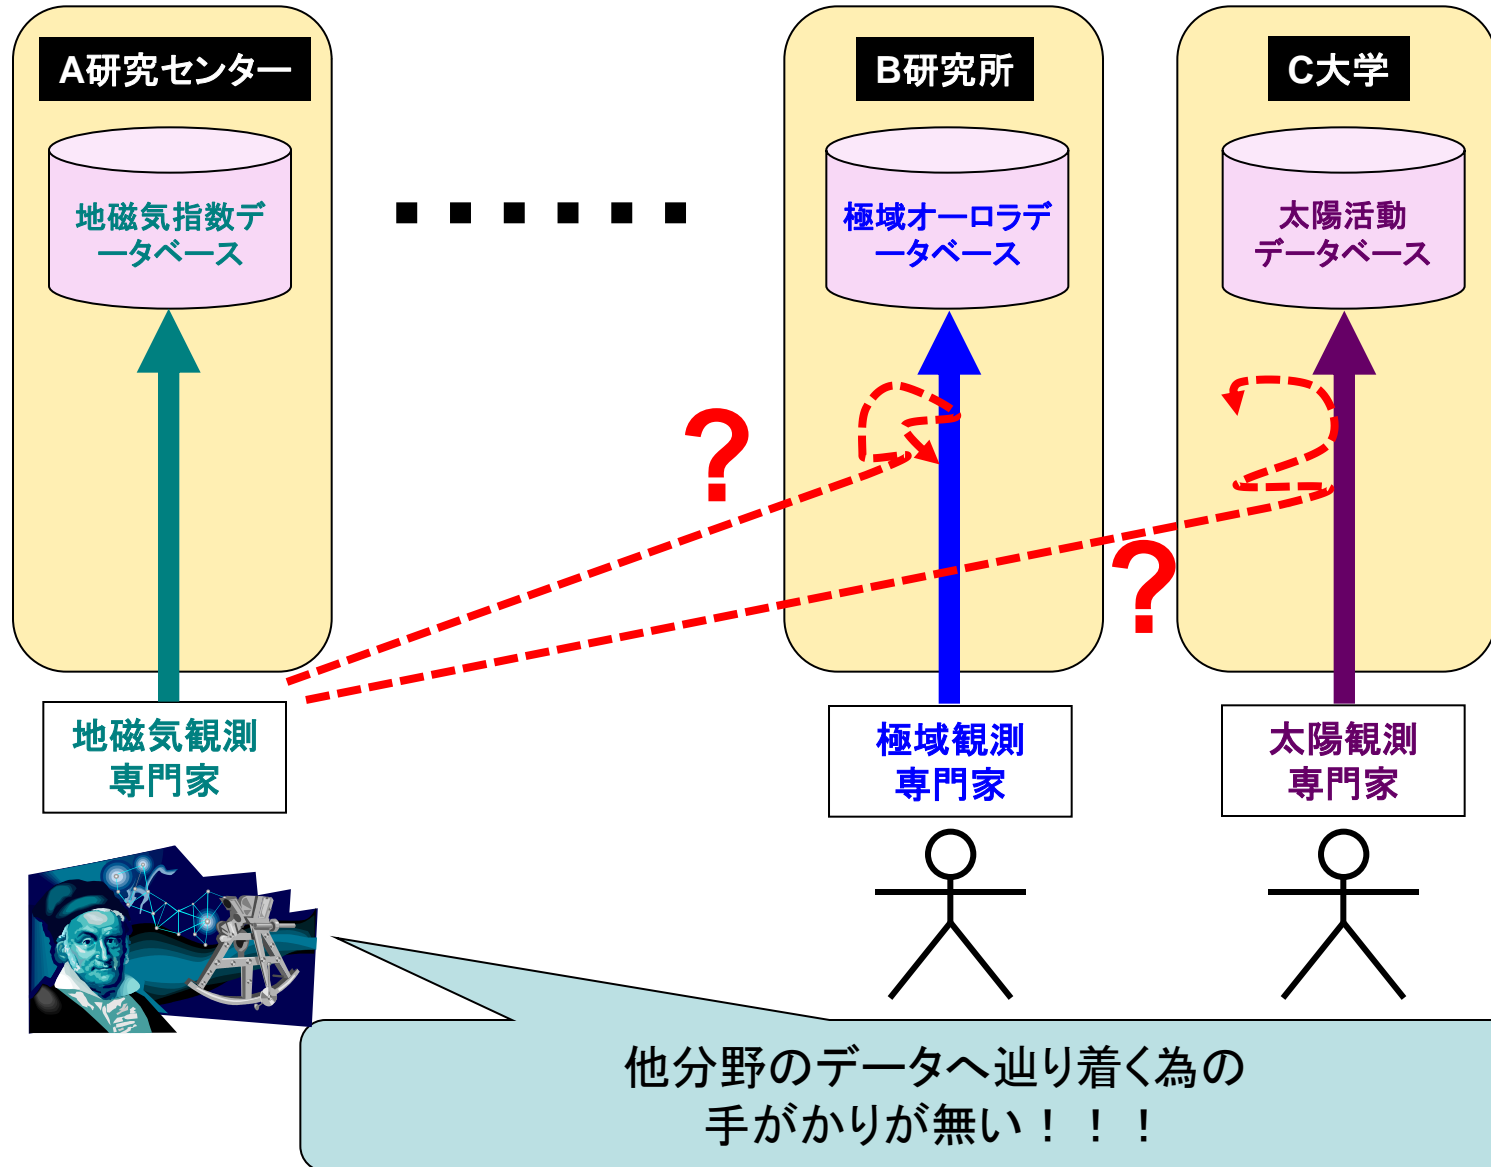 A研究センター
地磁気指数デ
ータベース
B研究所
極域オーロラデ
ータベース
C大学
太陽活動
データベース
?
?
地磁気観測
専門家
極域観測
専門家
太陽観測
専門家
他分野のデータへ辿り着く為の
手がかりが無い！！！